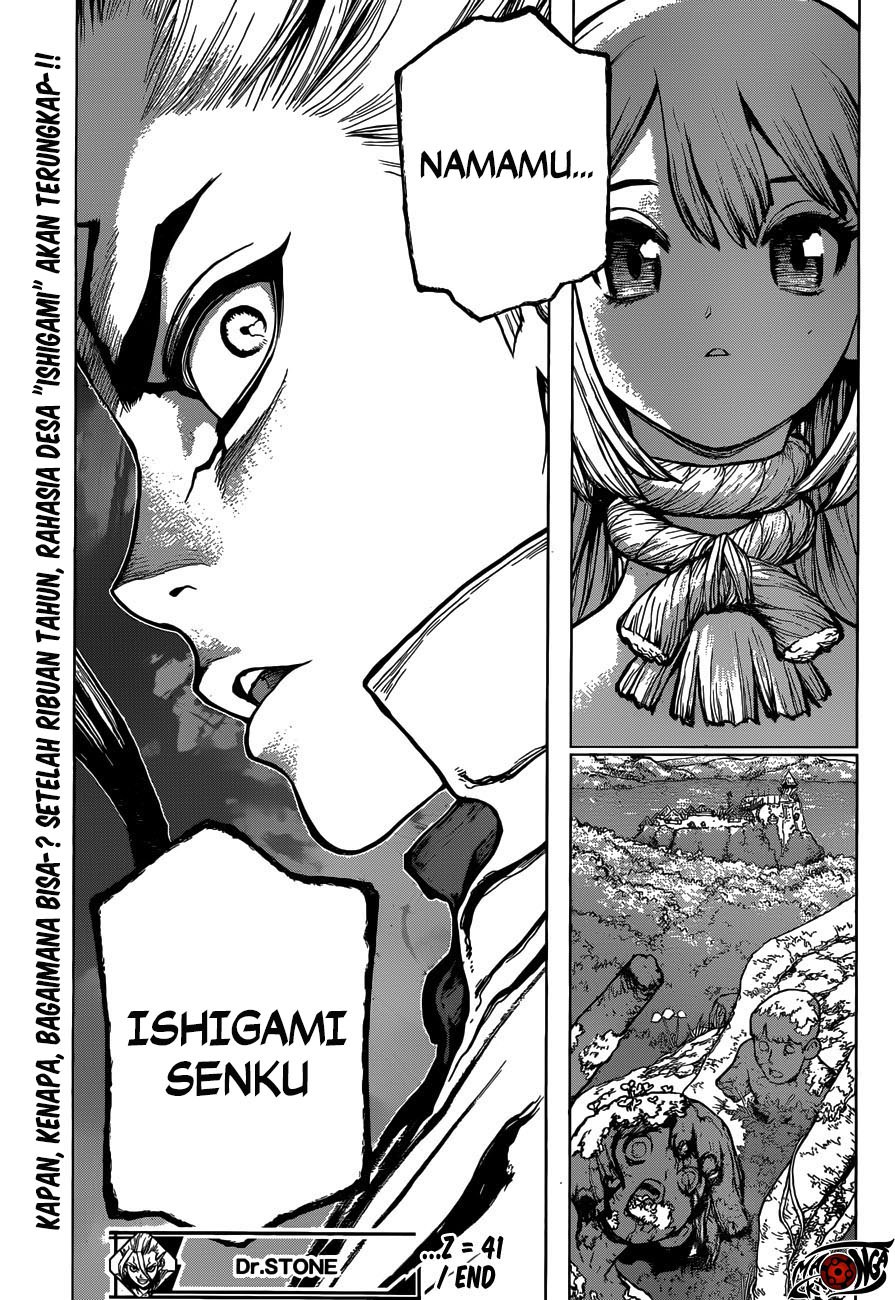 NAMAMU...
KAPAN, KENAPA, BAGAIMANA BISA-? SETELAH RIBUAN TAHUN, RAHASIA DESA "ISHIGAMI" AKAN TERUNGKAP-!!
ISHIGAMI
SENKU
Dr.STONE
...Z = 41
/ END